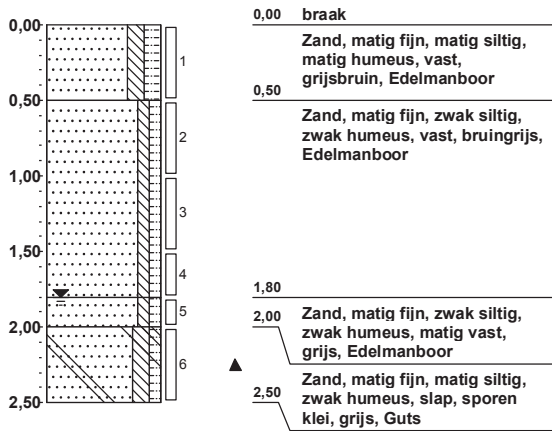 0,00
0,50
1,00
1,50
2,00
2,50
1
2
3
4
5
6
0,00 braak
Zand, matig fijn, matig siltig,
matig humeus, vast,
grijsbruin, Edelmanboor
0,50
Zand, matig fijn, zwak siltig,
zwak humeus, vast, bruingrijs,
Edelmanboor
1,80
Zand, matig fijn, zwak siltig,
2,00
zwak humeus, matig vast,
grijs, Edelmanboor
Zand, matig fijn, matig siltig,
2,50
zwak humeus, slap, sporen
klei, grijs, Guts